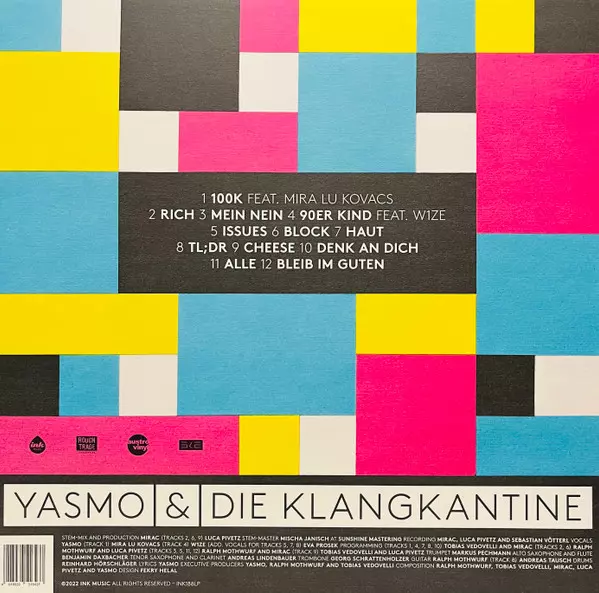 1 100K FEAT. MIRA LU KOVACS
2 RICH 3 MEIN NEIN 4 90ER KIND FEAT. W1ZE
5 ISSUES 6 BLOCK 7 HAUT
8 TL;DR 9 CHEESE 10 DENK AN DICH
11 ALLE 12 BLEIB IM GUTEN
ink
ROUGH TRADE
austro vinyl
SKE
YASMO & DIE KLANGKANTINE
STEM-MIX AND PRODUCTION MIRAC (TRACKS 2, 6, 9) LUCA PIVETZ STEM-MASTER MISCHA JANISCH AT SUNSHINE MASTERING RECORDING MIRAC, LUCA PIVETZ AND SEBASTIAN VÖTTERL VOCALS
YASMO (TRACK 1) MIRA LU KOVACS (TRACK 4) W1ZE (ADD. VOCALS FOR TRACKS 5, 7, 8) EVA PROSEK PROGRAMMING (TRACKS 1, 4, 7, 8, 10) TOBIAS VEDOVELLI AND MIRAC (TRACKS 2, 6) RALPH
MOTHWURF AND LUCA PIVETZ (TRACKS 3, 5, 11, 12) RALPH MOTHWURF AND MIRAC (TRACK 9) TOBIAS VEDOVELLI AND LUCA PIVETZ TRUMPET MARKUS PECHMANN ALTO SAXOPHONE AND FLUTE
BENJAMIN DAXBACHER TENOR SAXOPHONE AND CLARINET ANDREAS LINDENBAUER TROMBONE GEORG SCHRATTENHOLZER GUITAR RALPH MOTHWURF (TRACK 8) ANDREAS TAUSCH DRUMS
REINHARD HÖRSCHLÄGER LYRICS YASMO EXECUTIVE PRODUCERS YASMO, RALPH MOTHWURF AND TOBIAS VEDOVELLI COMPOSITION RALPH MOTHWURF, TOBIAS VEDOVELLI, MIRAC, LUCA
PIVETZ AND YASMO DESIGN FEKRY HELAL
©2022 INK MUSIC ALL RIGHTS RESERVED – INK158LP